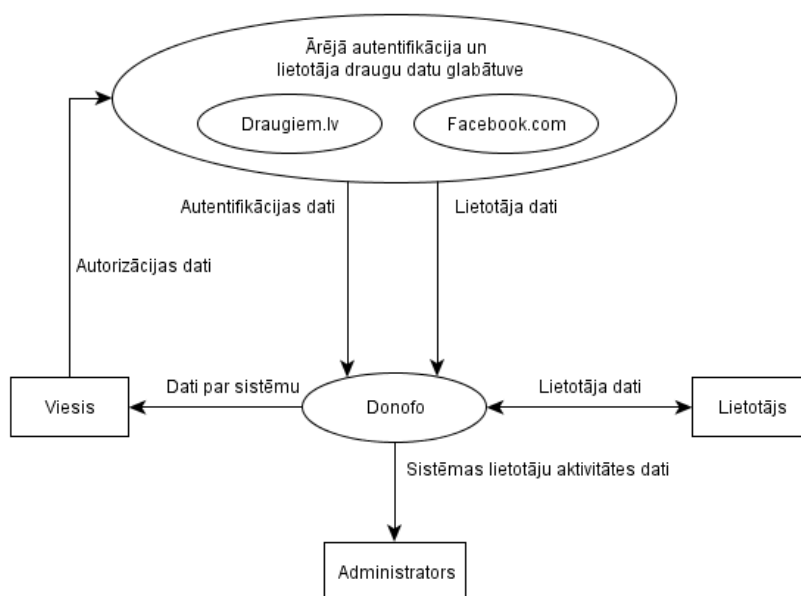 Ārējā autentifikācija un
lietotāja draugu datu glabātuve
Draugiem.lv
Facebook.com
Autentifikācijas dati
Lietotāja dati
Autorizācijas dati
Viesis
Dati par sistēmu
Donofo
Lietotāja dati
Lietotājs
Sistēmas lietotāju aktivitātes dati
Administrators